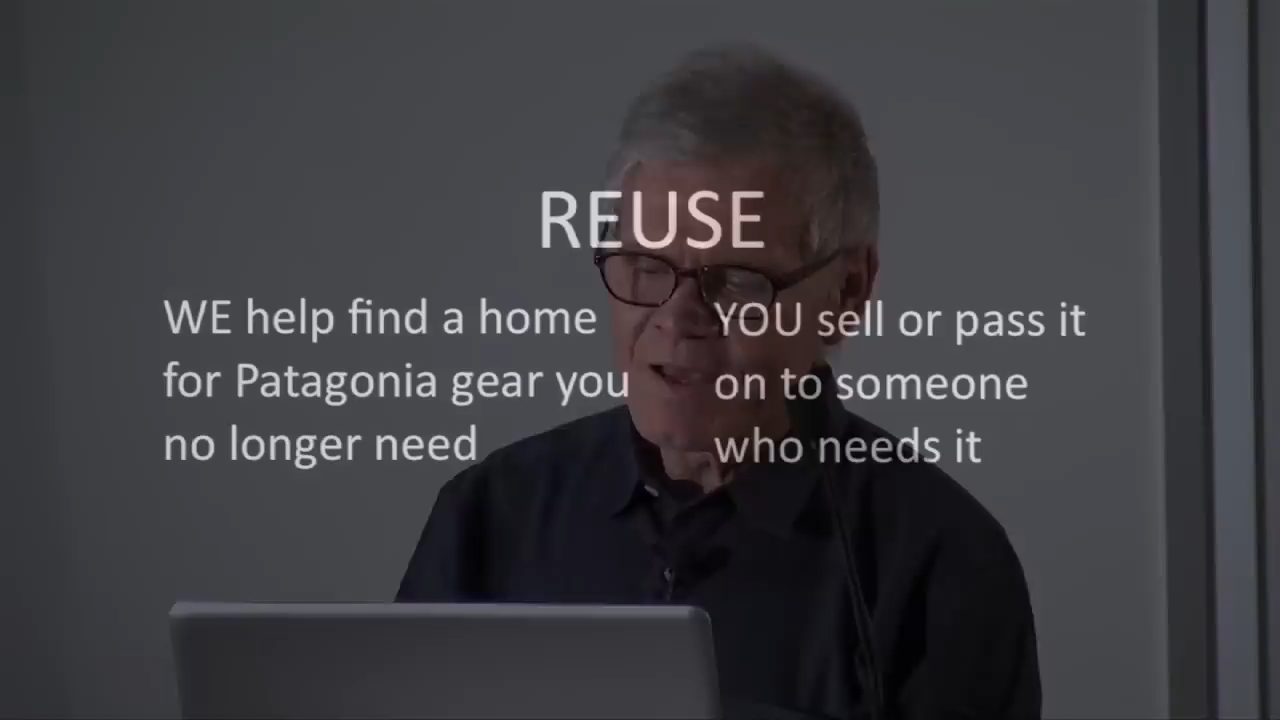 REUSE
WE help find a home
for Patagonia gear you
no longer need
YOU sell or pass it
on to someone
who needs it